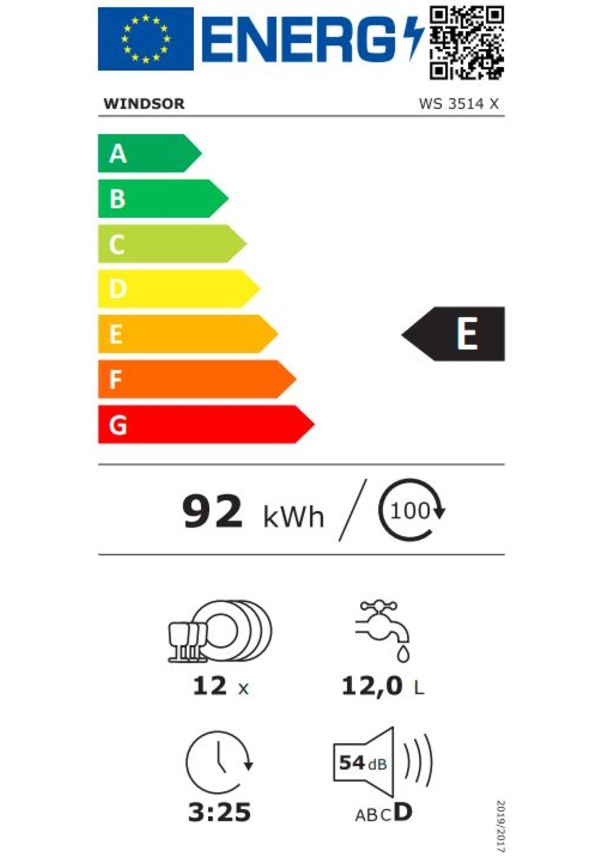 ENERG
WINDSOR WS 3514 X
A
B
C
D
E
E
F
G
92 kWh / 100
12 x 12,0 L
54 dB
3:25 ABCD
2019/2017